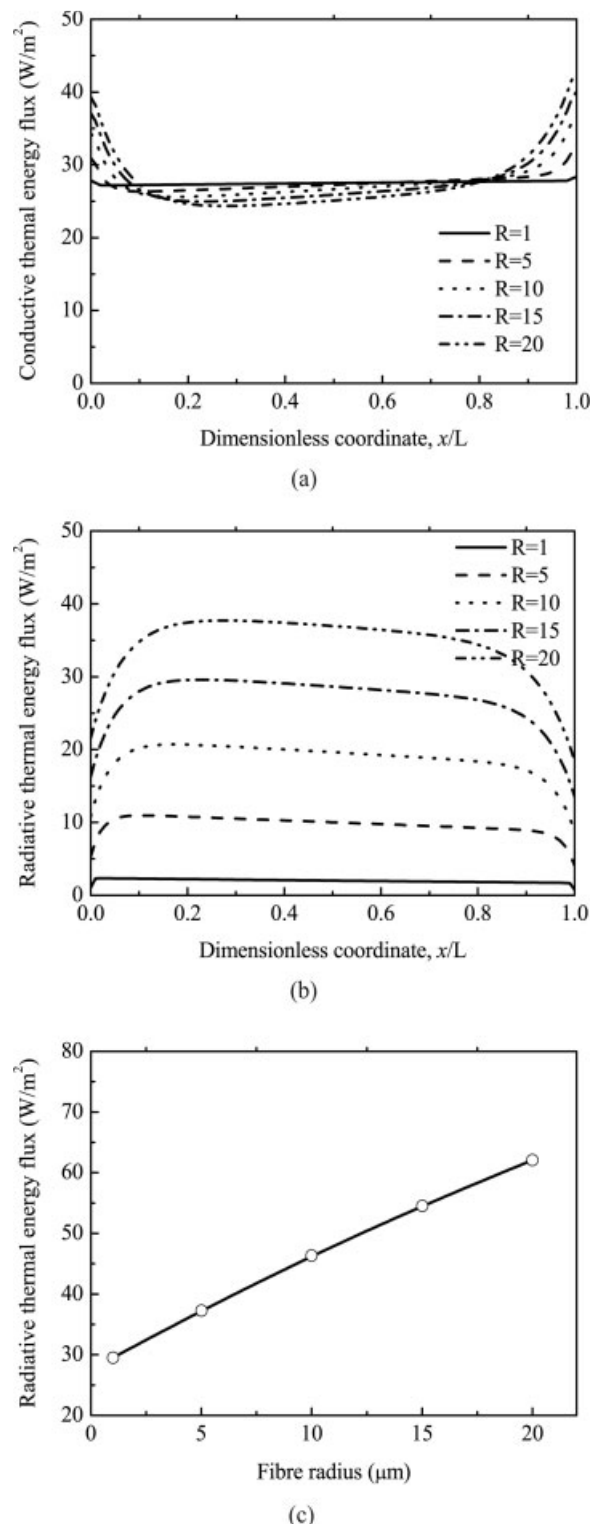 50
40
30
20
10
0
Conductive themal energy flux (W/m²)
R=1
R=5
R=10
R=15
R=20
0.0 0.2 0.4 0.6 0.8 1.0
Dimensionless coordinate, x/L
(a)
50
40
30
20
10
0
Radiative thermal energy flux (W/m²)
R=1
R=5
R=10
R=15
R=20
0.0 0.2 0.4 0.6 0.8 1.0
Dimensionless coordinate, x/L
(b)
80
70
60
50
40
30
20
Radiative thermal energy flux (W/m²)
0 5 10 15 20
Fibre radius (μm)
(c)